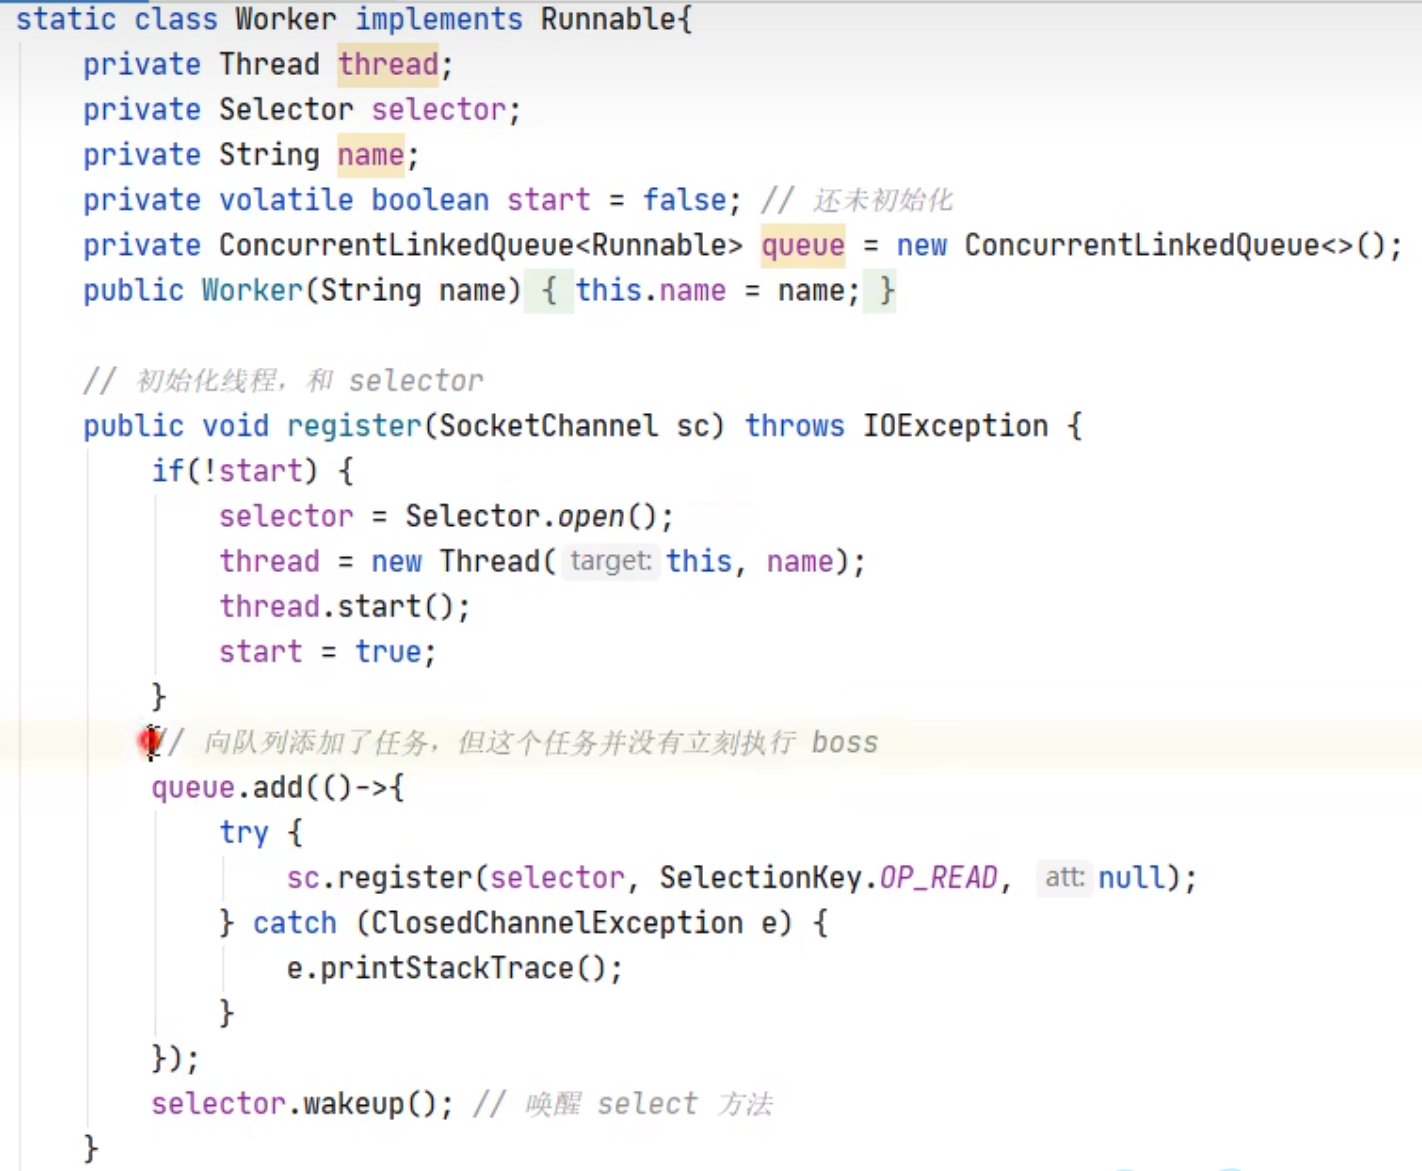 static class Worker implements Runnable{
private Thread thread;
private Selector selector;
private String name;
private volatile boolean start = false; // 还未初始化
private ConcurrentLinkedQueue<Runnable> queue = new ConcurrentLinkedQueue<>();
public Worker(String name) { this.name = name; }
// 初始化线程，和 selector
public void register(SocketChannel sc) throws IOException {
if(!start) {
selector = Selector.open();
thread = new Thread( target: this, name);
thread.start();
start = true;
}
// 向队列添加了任务，但这个任务并没有立刻执行 boss
queue.add(()->{
try {
sc.register(selector, SelectionKey.OP_READ, att: null);
} catch (ClosedChannelException e) {
e.printStackTrace();
}
});
selector.wakeup(); // 唤醒 select 方法
}